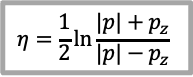 η = 1/2 ln |p| + p_z / |p| − p_z